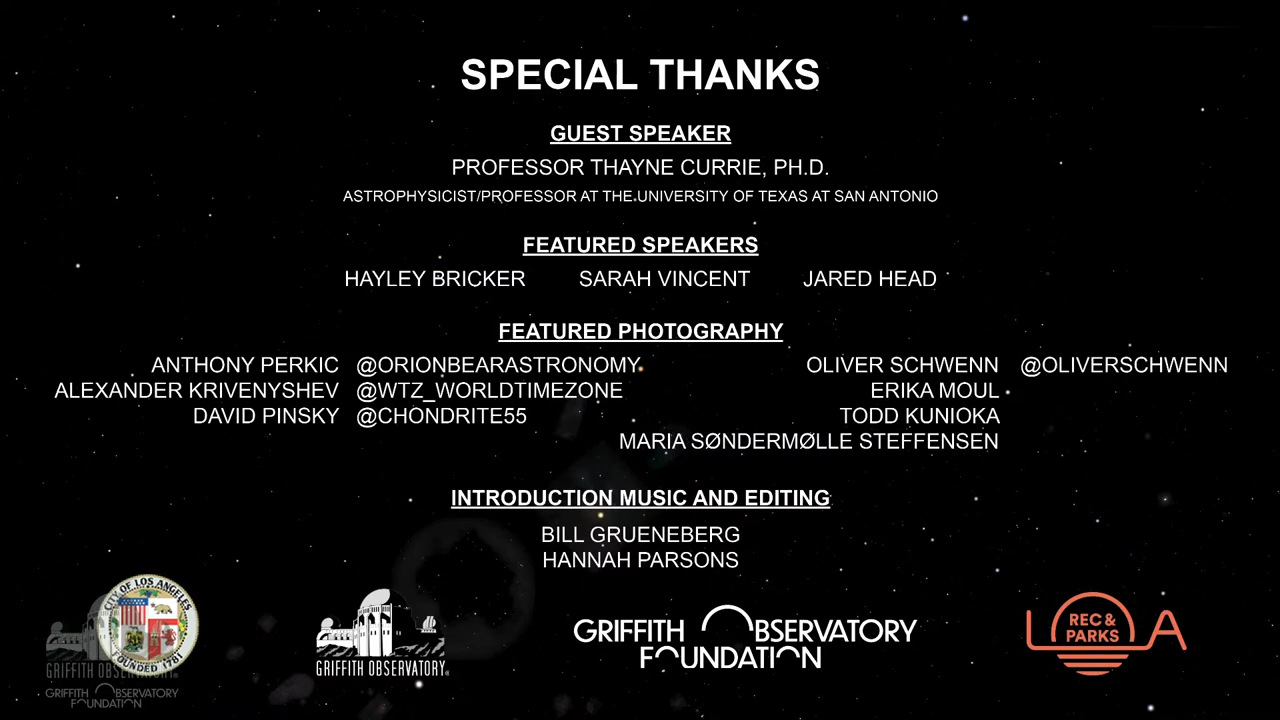 SPECIAL THANKS
GUEST SPEAKER
PROFESSOR THAYNE CURRIE, PH.D.
ASTROPHYSICIST/PROFESSOR AT THE UNIVERSITY OF TEXAS AT SAN ANTONIO
FEATURED SPEAKERS
HAYLEY BRICKER SARAH VINCENT JARED HEAD
FEATURED PHOTOGRAPHY
ANTHONY PERKIC @ORIONBEARASTRONOMY OLIVER SCHWENN @OLIVERSCHWENN
ALEXANDER KRIVENYSHEV @WTZ_WORLDTIMEZONE ERIKA MOUL
DAVID PINSKY @CHONDRITE55 TODD KUNIOKA
MARIA SØNDERMØLLE STEFFENSEN
INTRODUCTION MUSIC AND EDITING
BILL GRUENEBERG
HANNAH PARSONS
CITY OF LOS ANGELES
FOUNDED 1781
GRIFFITH OBSERVATORY
GRIFFITH OBSERVATORY
FOUNDATION
GRIFFITH OBSERVATORY®
GRIFFITH OBSERVATORY
FOUNDATION
LA
REC &
PARKS